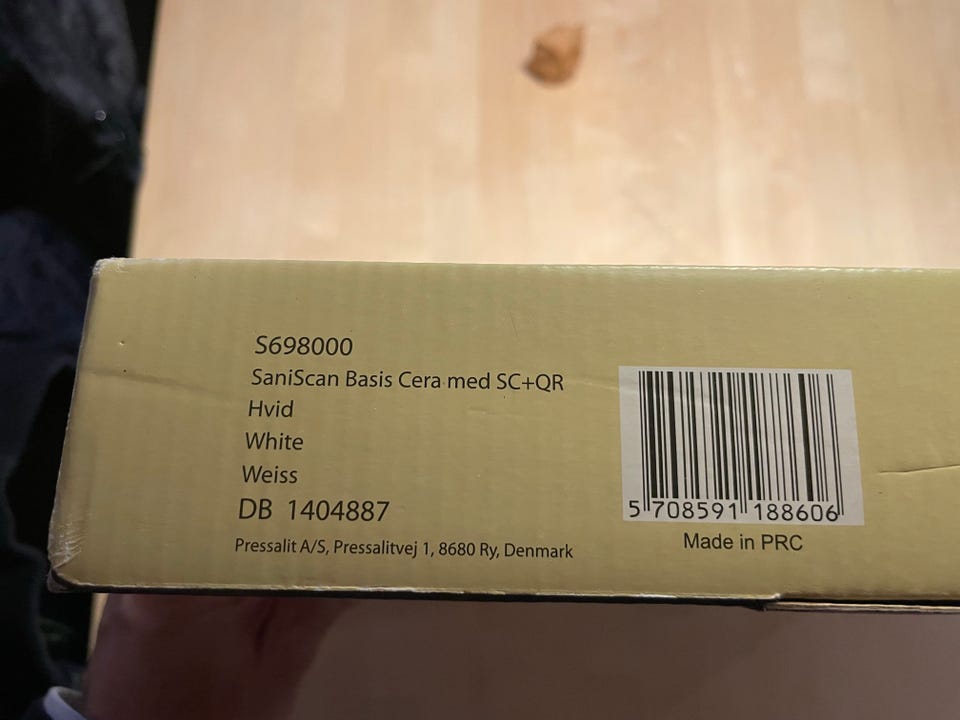 S698000
SaniScan Basis Cera med SC+QR
Hvid
White
Weiss
DB 1404887
Pressalit A/S, Pressalitvej 1, 8680 Ry, Denmark
5 708591 188606
Made in PRC